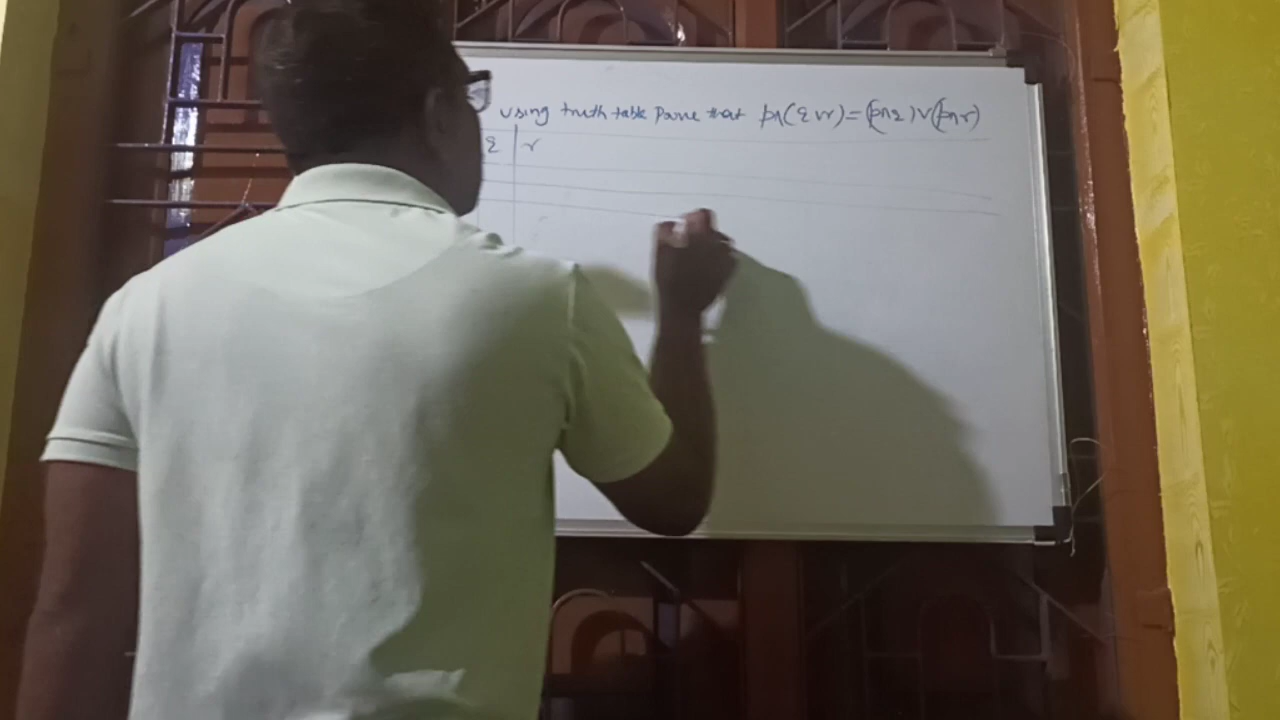 using truth table Prove that p∧(q∨r)=(p∧q)∨(p∧r)
q r